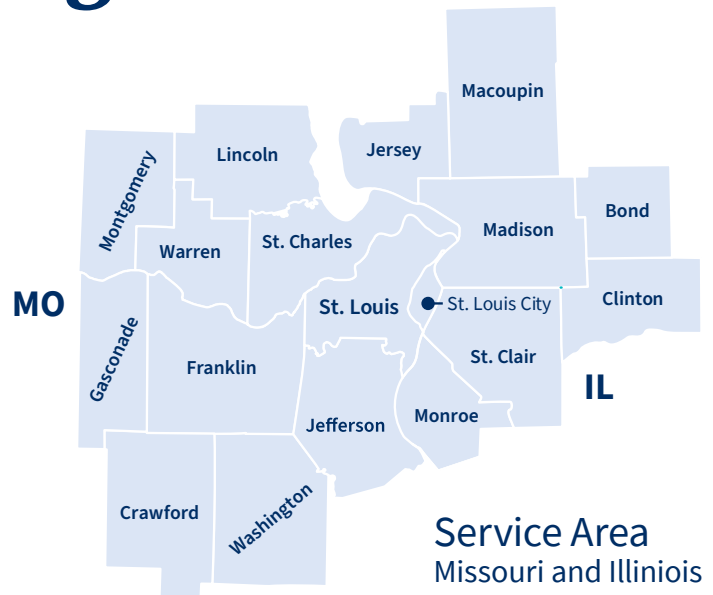 g
Macoupin
Lincoln
Jersey
Montgomery
Bond
Madison
St. Charles
Warren
MO
St. Louis
St. Louis City
Clinton
Gasconade
Franklin
St. Clair
IL
Jefferson
Monroe
Crawford
Washington
Service Area
Missouri and Illiniois